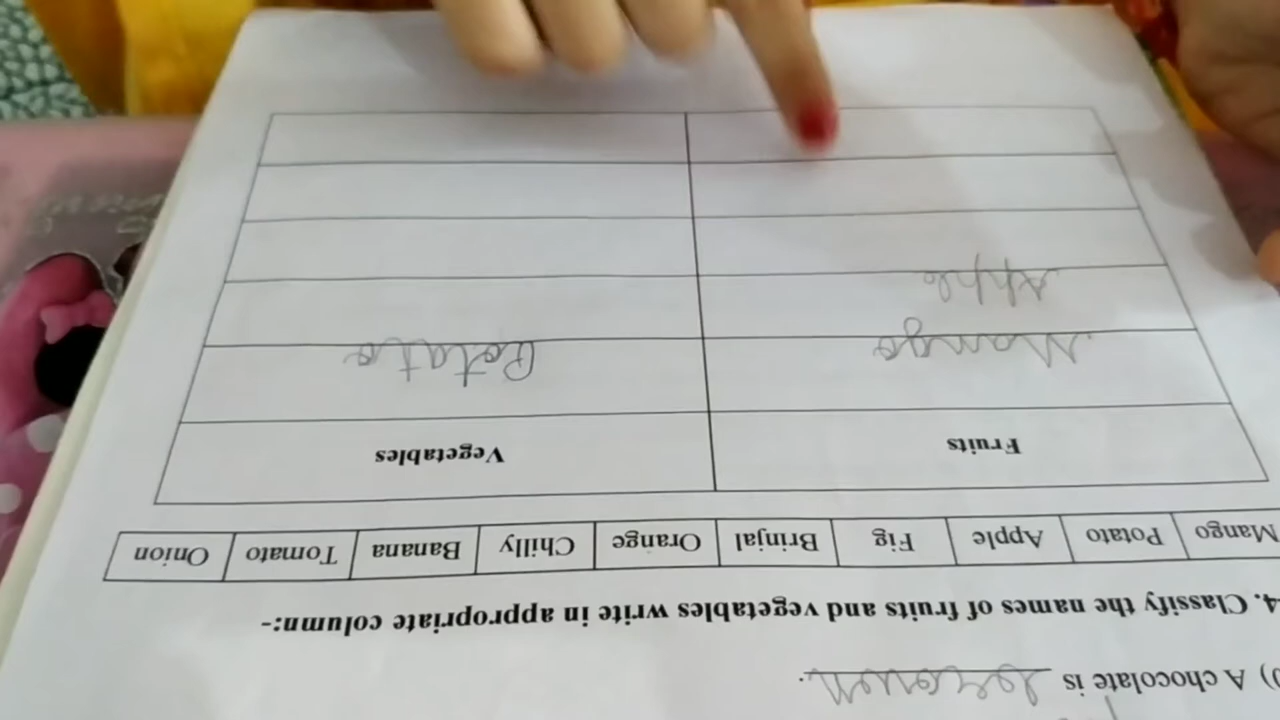 ) A chocolate is brown.
4. Classify the names of fruits and vegetables write in appropriate column:-
Mango Potato Apple Fig Brinjal Orange Chilly Banana Tomato Onion
Fruits Vegetables
Mango Potato
Apple